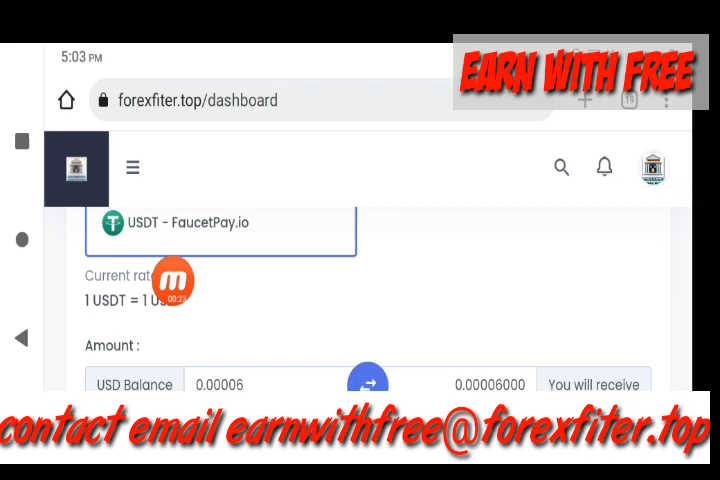 5:03 PM
EARN WITH FREE
forexfiter.top/dashboard
19
USDT - FaucetPay.io
Current rat
00:23
1 USDT = 1 US
Amount :
USD Balance 0.00006 0.00006000 You will receive
contact email earnwithfree@forexfiter.top